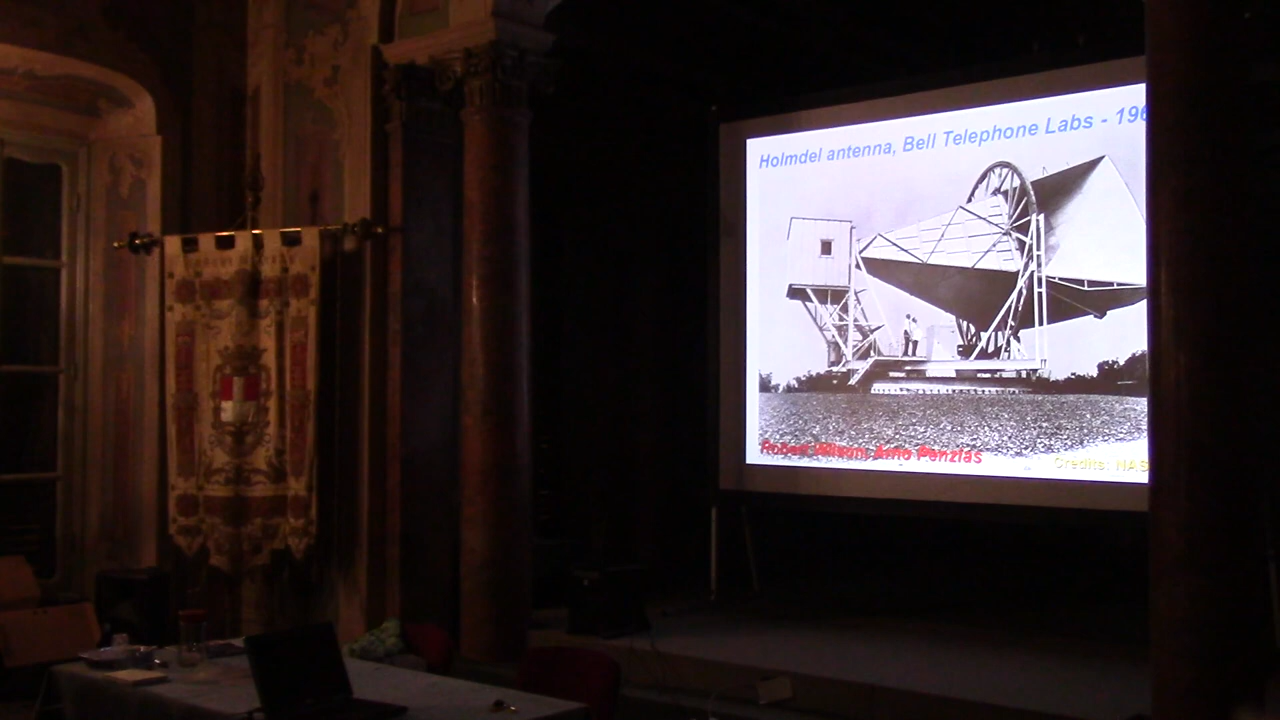 Holmdel antenna, Bell Telephone Labs - 196
Robert Wilson, Arno Penzias
Credits: NAS